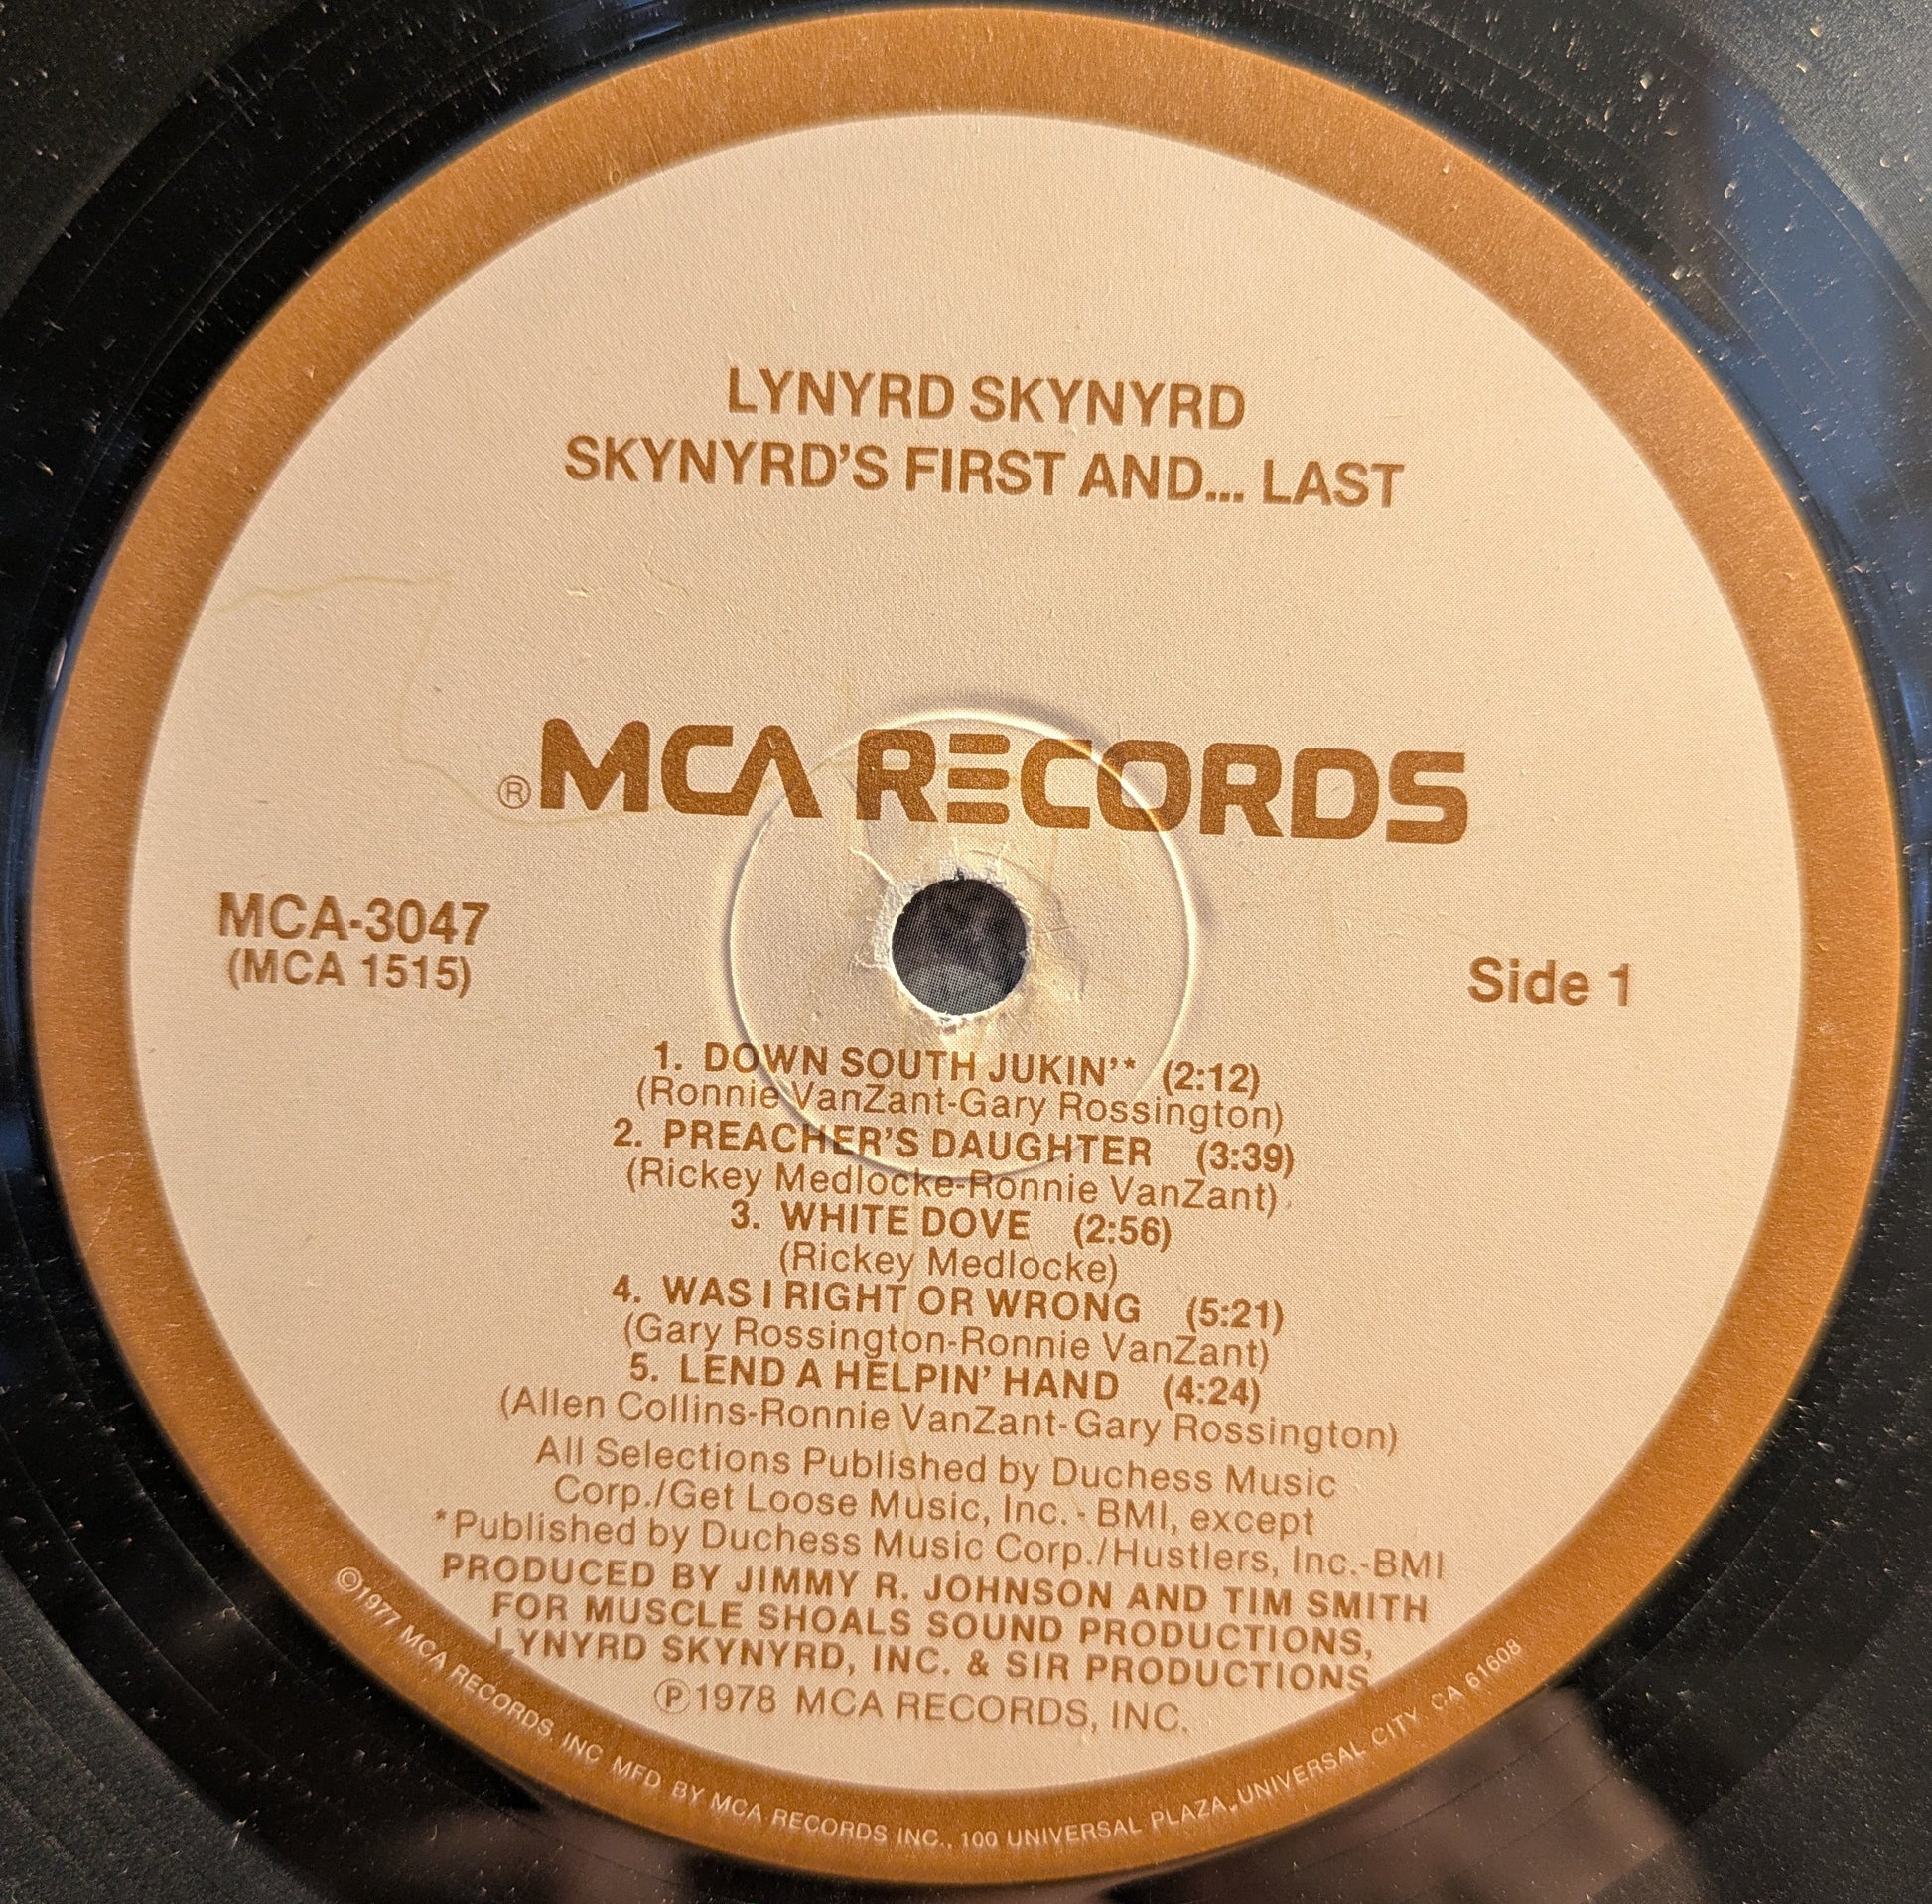 LYNYRD SKYNYRD
SKYNYRD'S FIRST AND... LAST
®MCA RECORDS
MCA-3047
(MCA 1515)
Side 1
1. DOWN SOUTH JUKIN'* (2:12)
(Ronnie VanZant-Gary Rossington)
2. PREACHER'S DAUGHTER (3:39)
(Rickey Medlocke-Ronnie VanZant)
3. WHITE DOVE (2:56)
(Rickey Medlocke)
4. WAS I RIGHT OR WRONG (5:21)
(Gary Rossington-Ronnie VanZant)
5. LEND A HELPIN' HAND (4:24)
(Allen Collins-Ronnie VanZant-Gary Rossington)
All Selections Published by Duchess Music
Corp./Get Loose Music, Inc.-BMI, except
*Published by Duchess Music Corp./Hustlers, Inc.-BMI
PRODUCED BY JIMMY R. JOHNSON AND TIM SMITH
FOR MUSCLE SHOALS SOUND PRODUCTIONS,
LYNYRD SKYNYRD, INC. & SIR PRODUCTIONS
Ⓟ1978 MCA RECORDS, INC.
©1977 MCA RECORDS, INC MFD BY MCA RECORDS INC., 100 UNIVERSAL PLAZA, UNIVERSAL CITY CA 61608